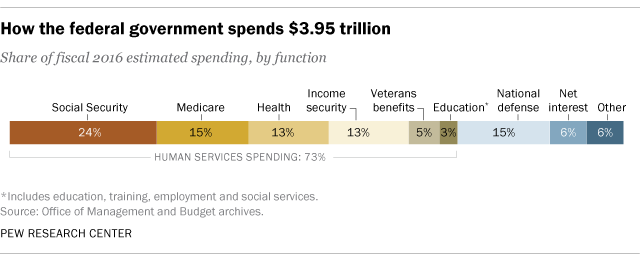 How the federal government spends $3.95 trillion
Share of fiscal 2016 estimated spending, by function
Social Security
Medicare
Health
Income
security
Veterans
benefits
Education*
National
defense
Net
interest
Other
24%
15%
13%
13%
5%
3%
15%
6%
6%
HUMAN SERVICES SPENDING: 73%
*Includes education, training, employment and social services.
Source: Office of Management and Budget archives.
PEW RESEARCH CENTER